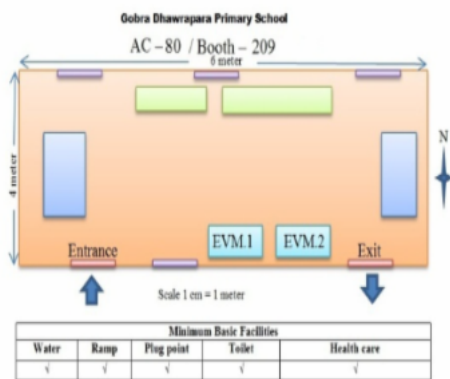 Gobra Dhawrapara Primary School
AC – 80 / Booth – 209
6 meter
4 meter
N
EVM.1 EVM.2
Entrance Exit
Scale 1 cm = 1 meter
Minimum Basic Facilities
Water Ramp Plug point Toilet Health care
√ √ √ √ √